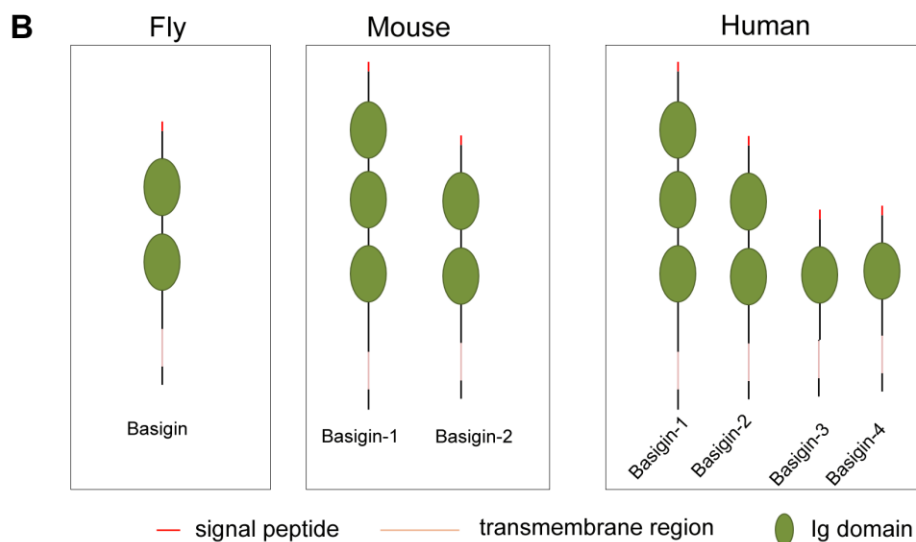 B
Fly
Mouse
Human
Basigin
Basigin-1
Basigin-2
Basigin-1
Basigin-2
Basigin-3
Basigin-4
signal peptide
transmembrane region
Ig domain